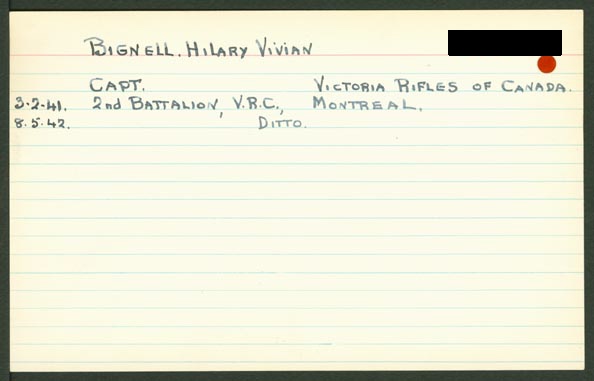 BIGNELL. HILARY VIVIAN
CAPT. VICTORIA RIFLES OF CANADA.
3.2.41. 2nd BATTALION, V.R.C., MONTREAL.
8.5.42. DITTO.